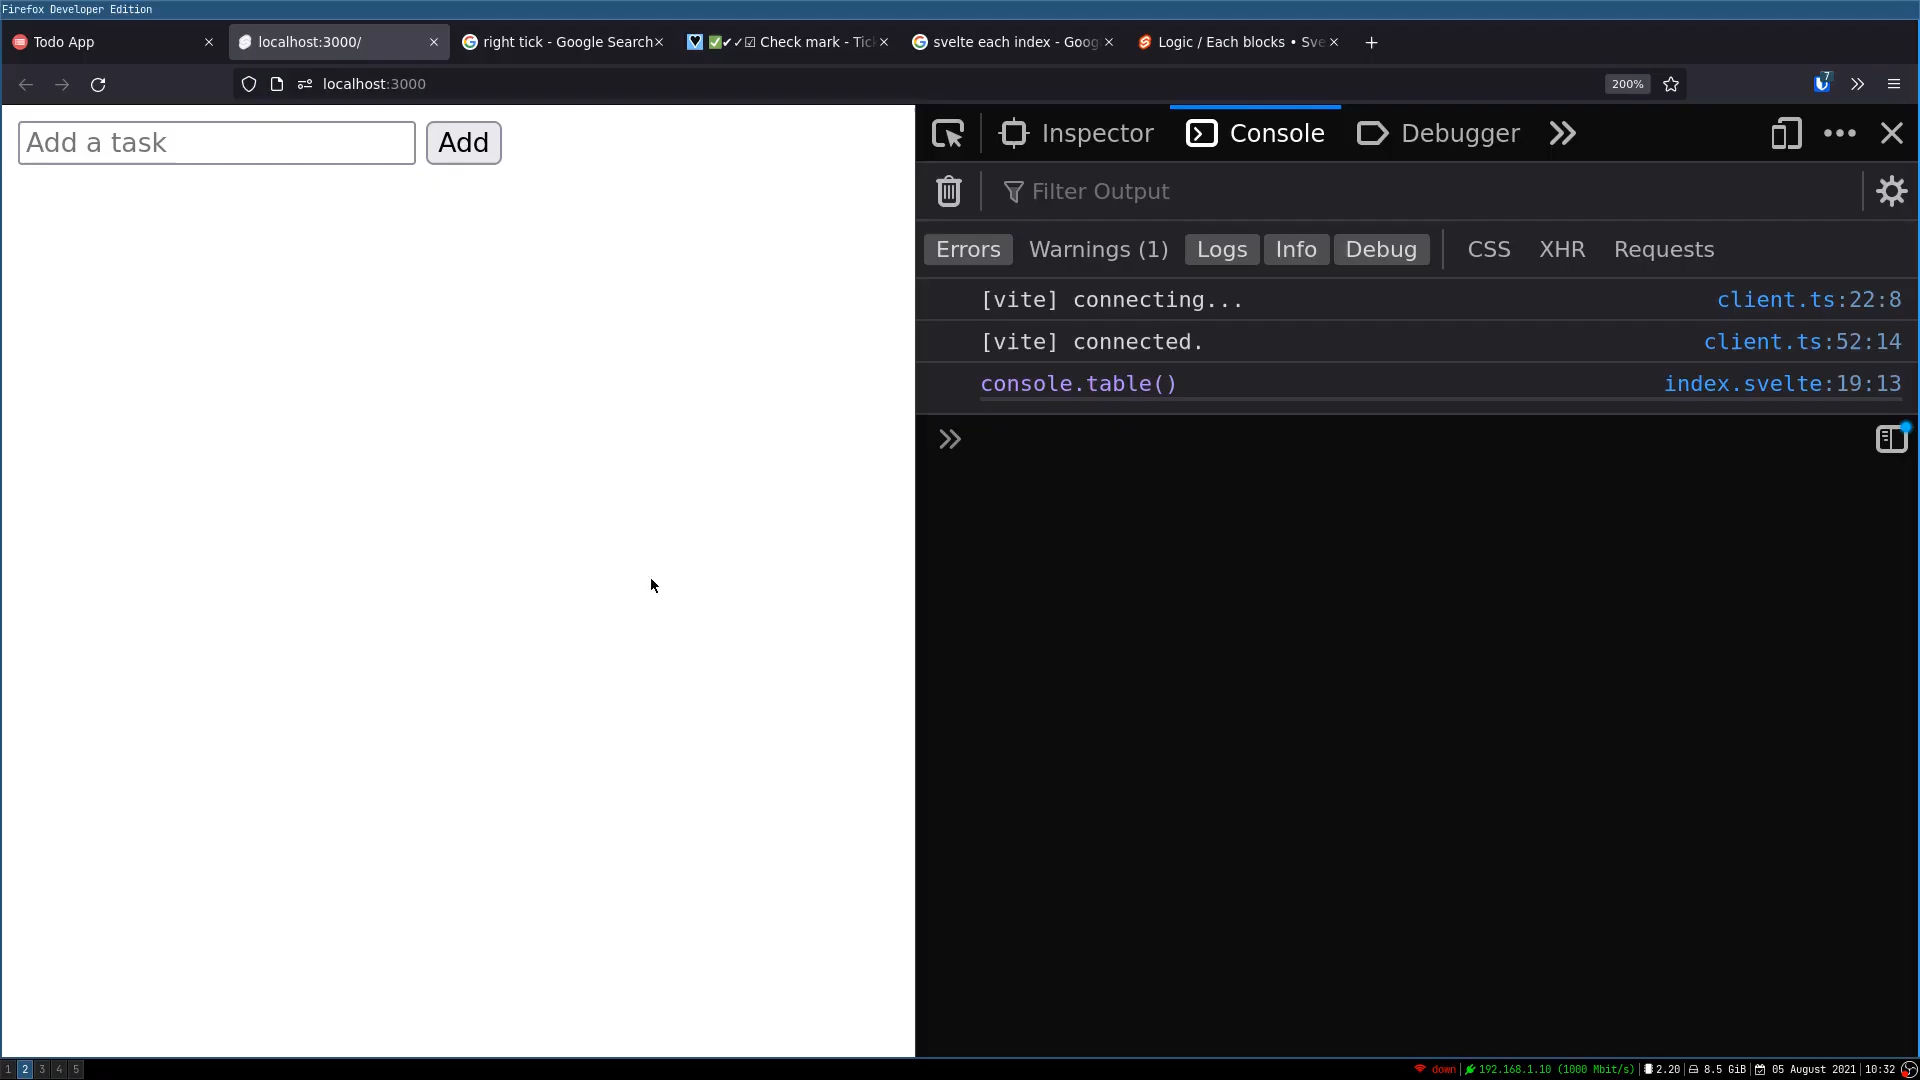 Firefox Developer Edition
Todo App
localhost:3000/
right tick - Google Search
✅✔✓☑ Check mark - Tic
svelte each index - Goog
Logic / Each blocks • Sve
localhost:3000
200%
7
Add a task
Add
Inspector
Console
Debugger
Filter Output
Errors
Warnings (1)
Logs
Info
Debug
CSS
XHR
Requests
[vite] connecting...
client.ts:22:8
[vite] connected.
client.ts:52:14
console.table()
index.svelte:19:13
1 2 3 4 5
down 192.168.1.10 (1000 Mbit/s) 2.20 8.5 GiB 05 August 2021 10:32